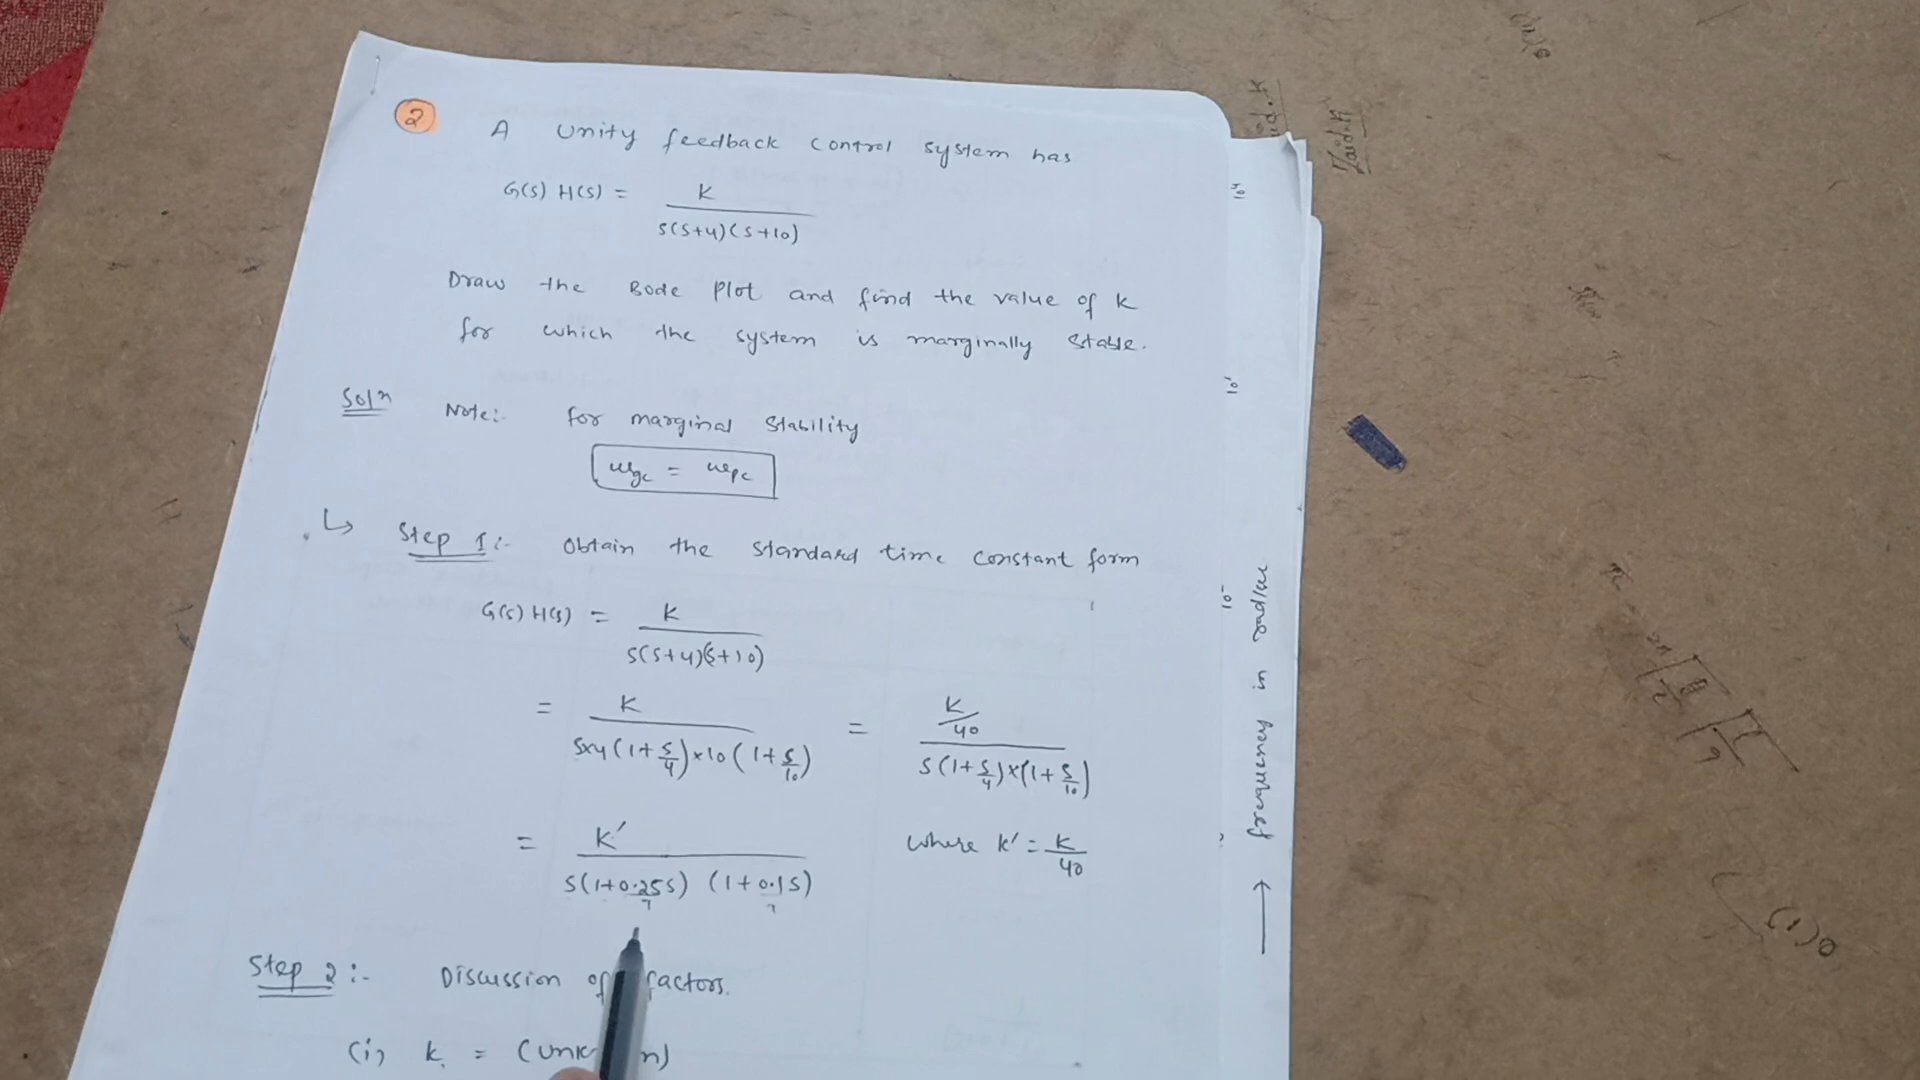 2
A unity feedback control system has
G(s) H(s) = K / s(s+4)(s+10)
Draw the Bode Plot and find the value of k
for which the system is marginally stable.
Solⁿ Note:- for marginal stability
ωgc = ωpc
↳ Step 1:- Obtain the standard time constant form
G(s) H(s) = K / s(s+4)(s+10)
= K / s×4(1+s/4)×10(1+s/10) = K/40 / s(1+s/4)×(1+s/10)
= K′ / s(1+0.25s) (1+0.1s) where k′ = K/40
Step 2:- Discussion of factors.
(i) k =
frequency in rad/sec
Zaid.K